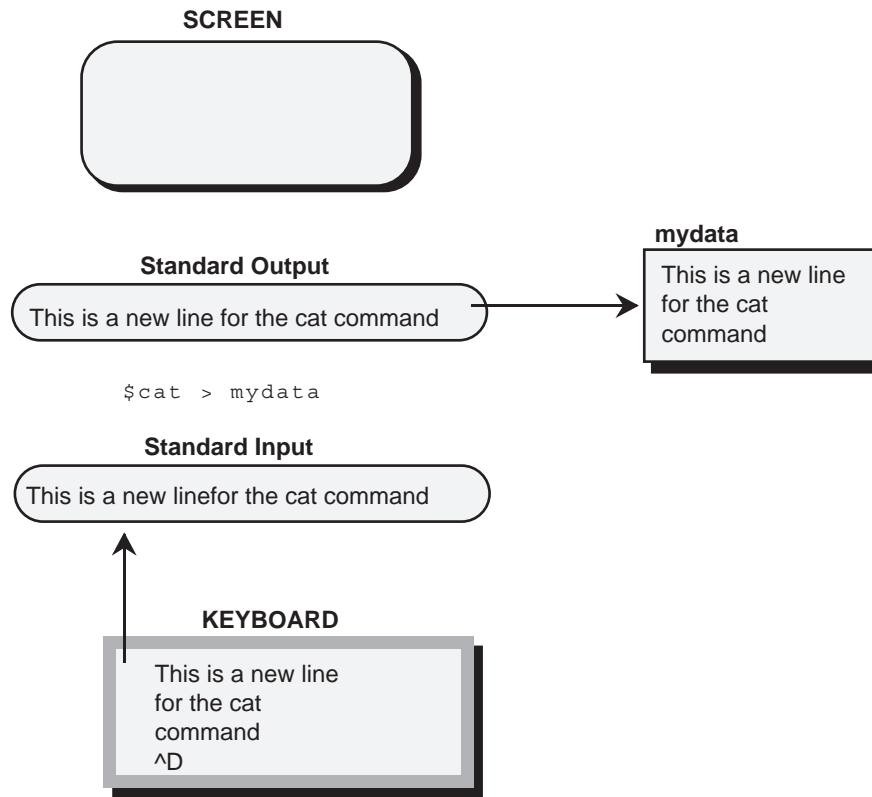 SCREEN
mydata
Standard Output
This is a new line
for the cat
command
This is a new line for the cat command
$cat > mydata
Standard Input
This is a new linefor the cat command
KEYBOARD
This is a new line
for the cat
command
^D